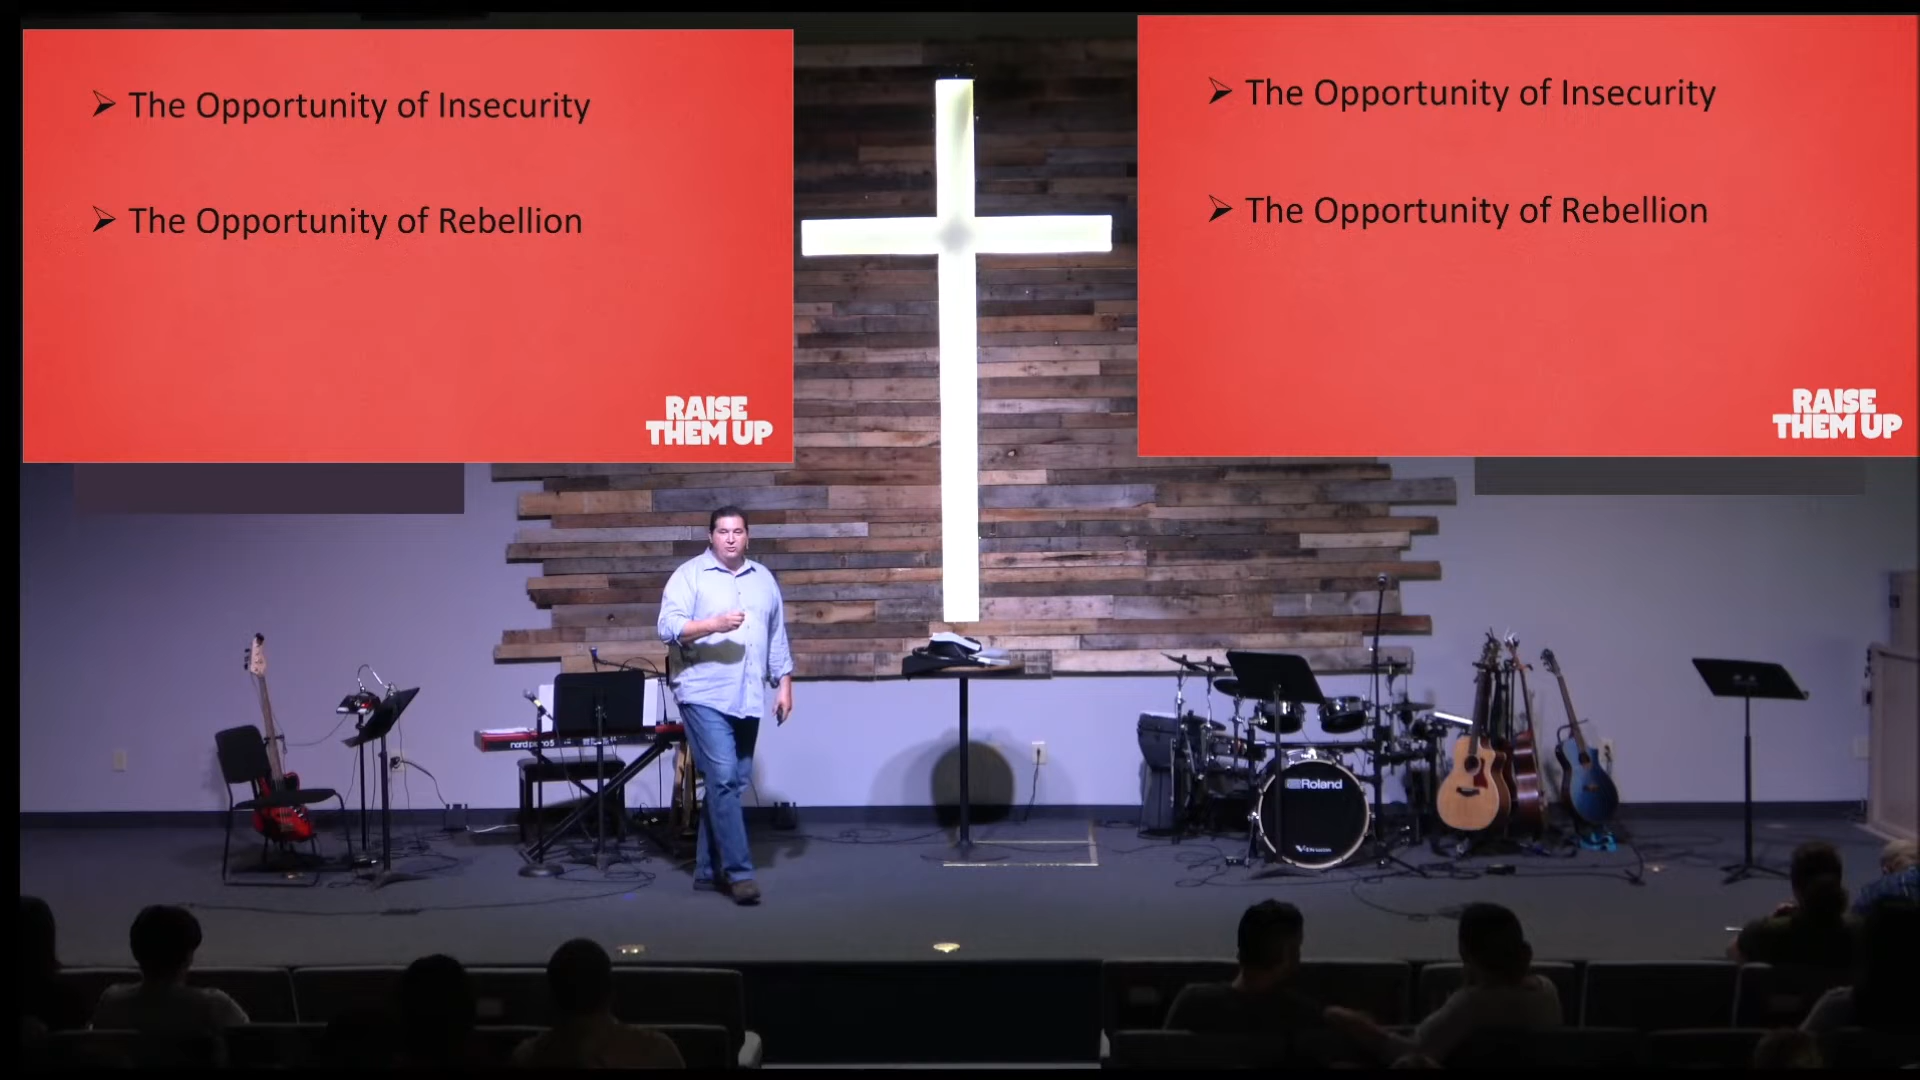 The Opportunity of Insecurity
The Opportunity of Rebellion
RAISE
THEM UP
The Opportunity of Insecurity
The Opportunity of Rebellion
RAISE
THEM UP
Roland